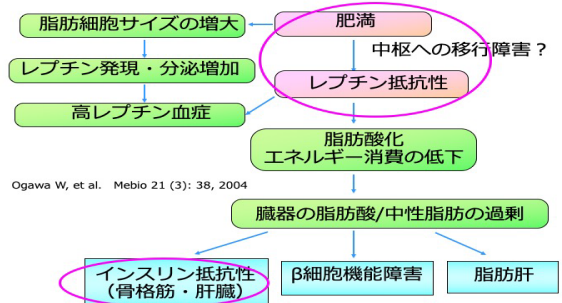 脂肪細胞サイズの増大
肥満
中枢への移行障害？
レプチン発現・分泌増加
レプチン抵抗性
高レプチン血症
脂肪酸化
エネルギー消費の低下
Ogawa W, et al. Mebio 21 (3): 38, 2004
臓器の脂肪酸/中性脂肪の過剰
インスリン抵抗性
（骨格筋・肝臓）
β細胞機能障害
脂肪肝